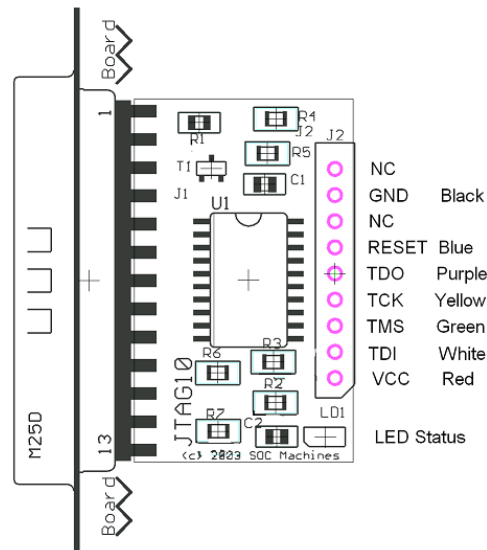 Board
1
R1
R4
J2
J2
R5
T1
C1
J1
U1
NC
GND Black
NC
RESET Blue
TDO Purple
TCK Yellow
TMS Green
TDI White
VCC Red
R3
R6
R2
R7
C2
LD1
LED Status
JTAG10
M25D
13
(c) 2003 SOC Machines
Board